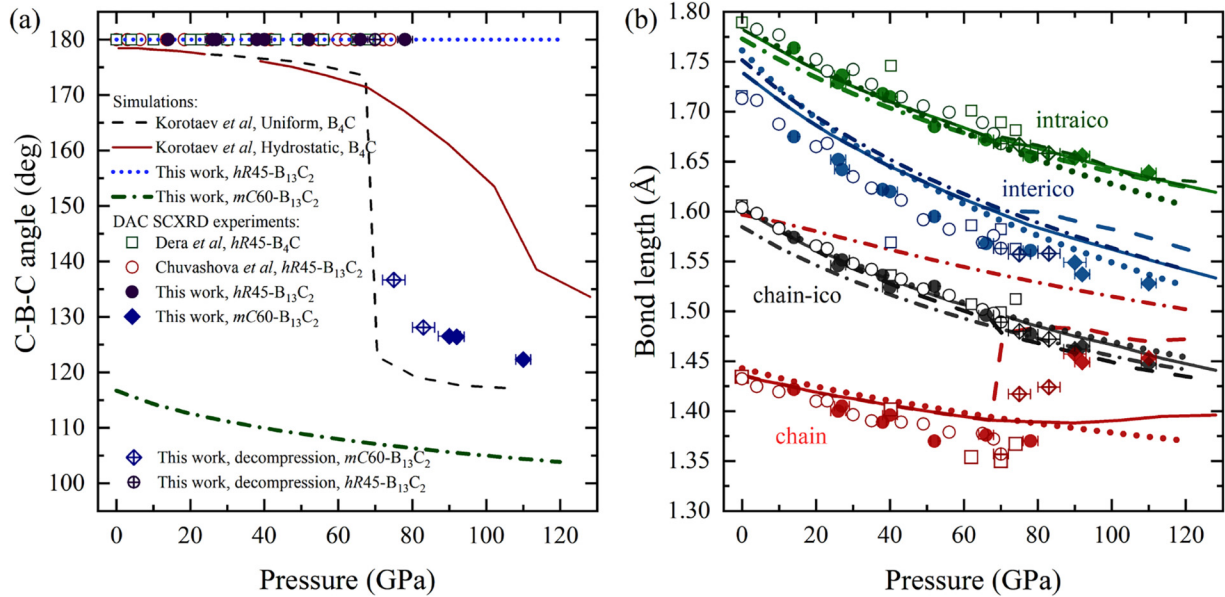 (a)
C-B-C angle (deg)
180
170
160
150
140
130
120
110
100
Simulations:
Korotaev et al, Uniform, B₄C
Korotaev et al, Hydrostatic, B₄C
This work, hR45-B₁₃C₂
This work, mC60-B₁₃C₂
DAC SCXRD experiments:
Dera et al, hR45-B₄C
Chuvashova et al, hR45-B₁₃C₂
This work, hR45-B₁₃C₂
This work, mC60-B₁₃C₂
This work, decompression, mC60-B₁₃C₂
This work, decompression, hR45-B₁₃C₂
0 20 40 60 80 100 120
Pressure (GPa)
(b)
Bond length (Å)
1.80
1.75
1.70
1.65
1.60
1.55
1.50
1.45
1.40
1.35
1.30
intraico
interico
chain-ico
chain
0 20 40 60 80 100 120
Pressure (GPa)